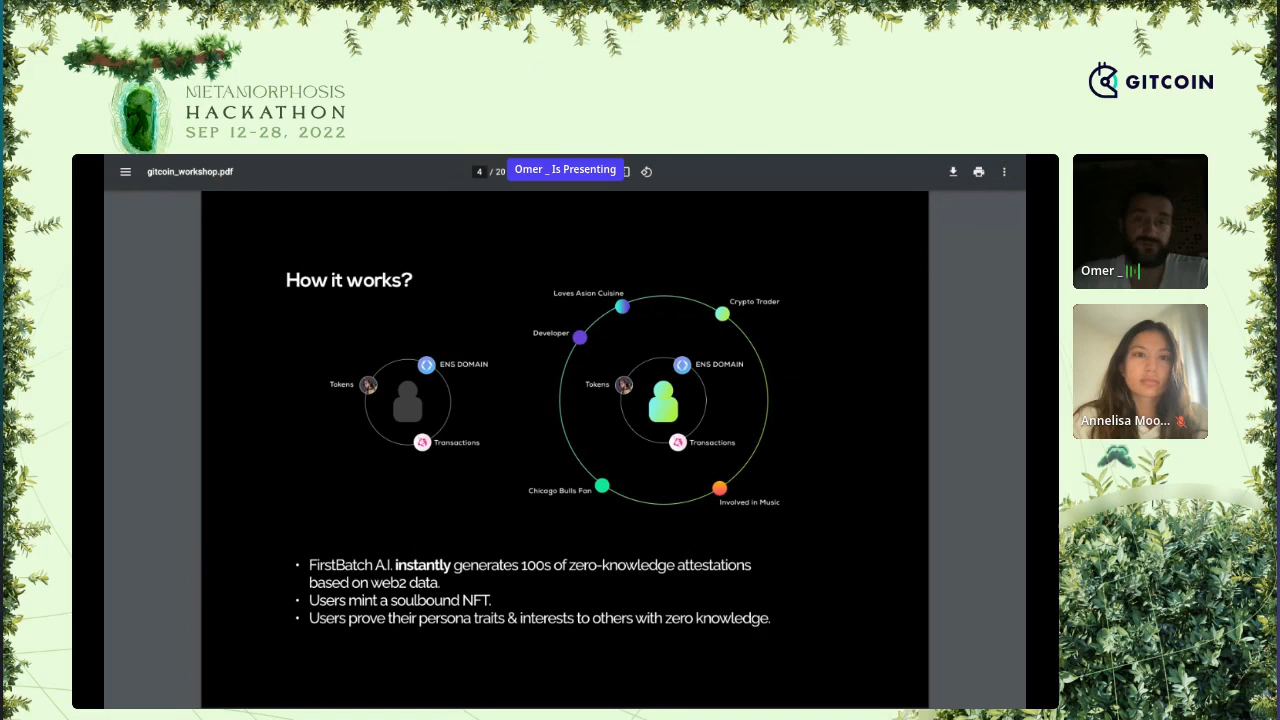 METAMORPHOSIS
HACKATHON
SEP 12-28, 2022
GITCOIN
gitcoin_workshop.pdf
4 / 20
Omer _ Is Presenting
How it works?
Tokens
ENS DOMAIN
Transactions
Loves Asian Cuisine
Crypto Trader
Developer
ENS DOMAIN
Tokens
Transactions
Chicago Bulls Fan
Involved in Music
• FirstBatch A.I. instantly generates 100s of zero-knowledge attestations
based on web2 data.
• Users mint a soulbound NFT.
• Users prove their persona traits & interests to others with zero knowledge.
Omer _
Annelisa Moo...